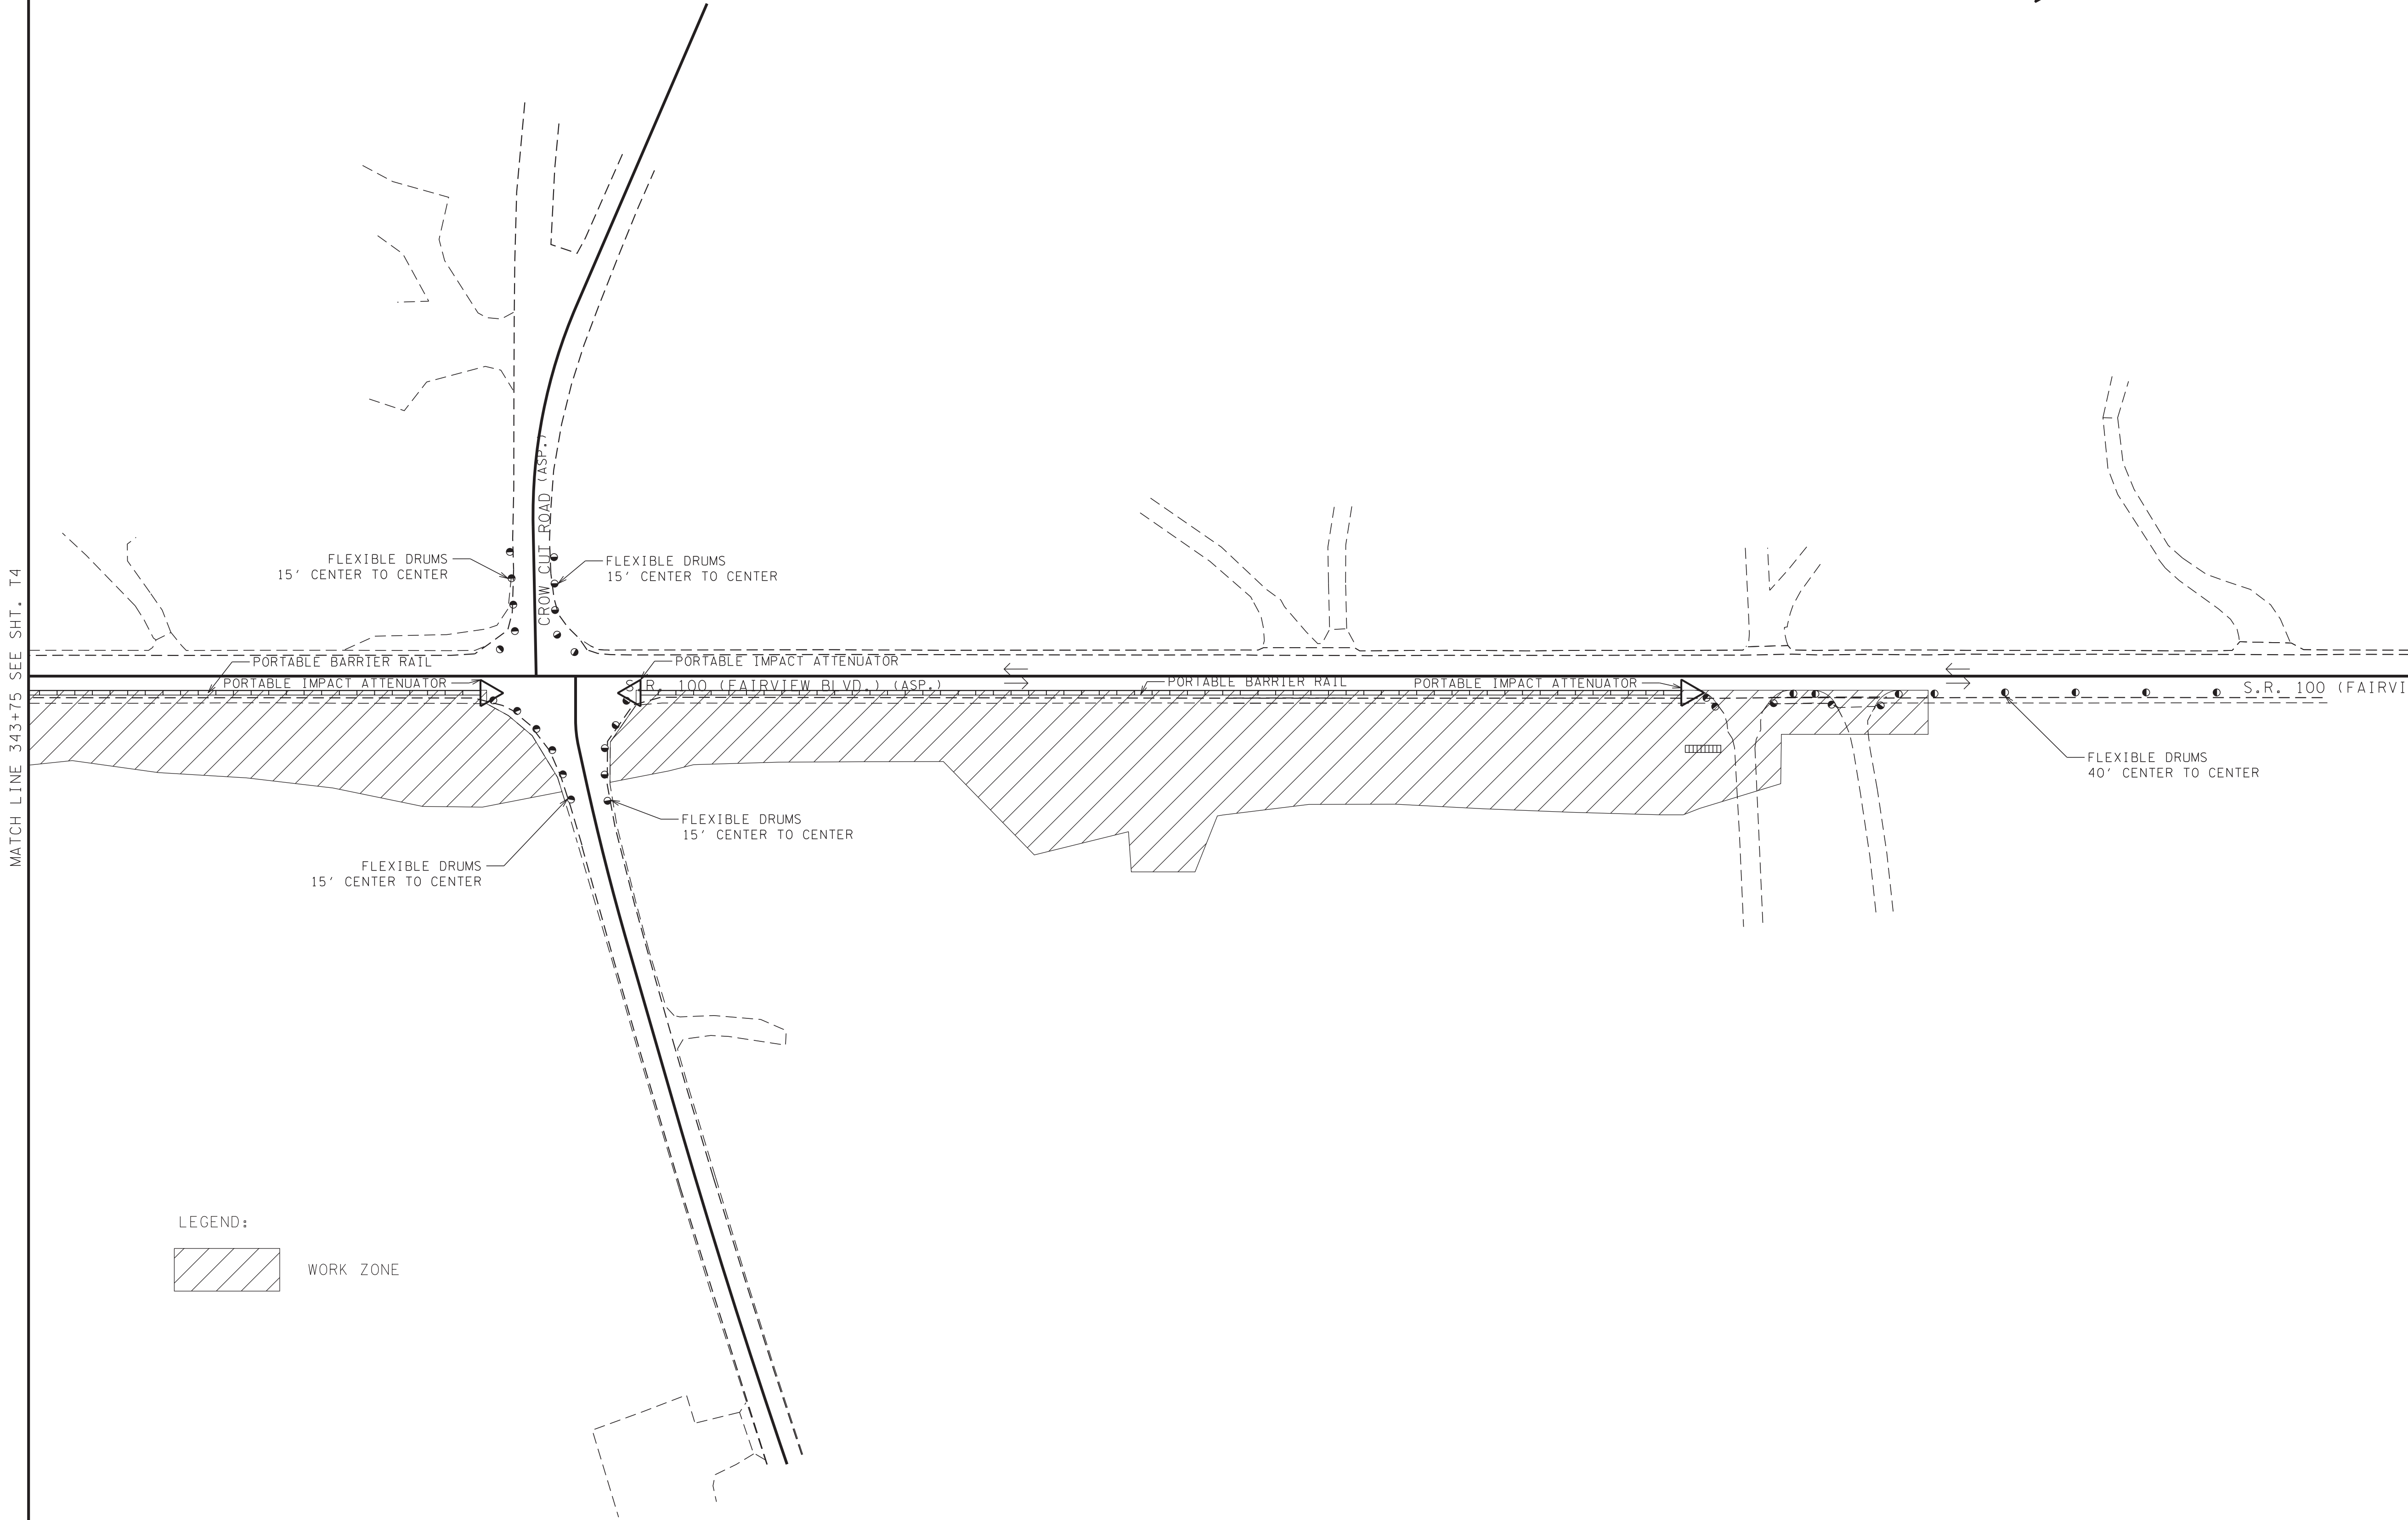 MATCH LINE 343+75 SEE SHT. T4
CROW CUT ROAD (ASP.)
FLEXIBLE DRUMS
15' CENTER TO CENTER
FLEXIBLE DRUMS
15' CENTER TO CENTER
PORTABLE BARRIER RAIL
PORTABLE IMPACT ATTENUATOR
PORTABLE IMPACT ATTENUATOR
S.R. 100 (FAIRVIEW BLVD.) (ASP.)
PORTABLE BARRIER RAIL
PORTABLE IMPACT ATTENUATOR
S.R. 100 (FAIRVI
FLEXIBLE DRUMS
40' CENTER TO CENTER
FLEXIBLE DRUMS
15' CENTER TO CENTER
FLEXIBLE DRUMS
15' CENTER TO CENTER
LEGEND:
WORK ZONE